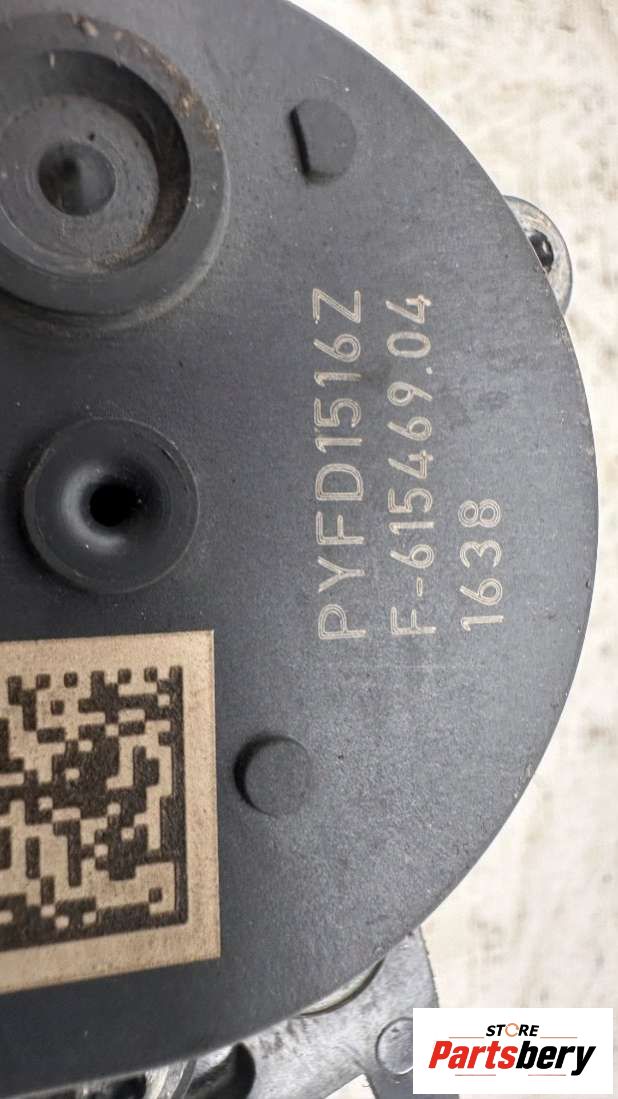 PYFD1516Z
F-615469.04
1638
STORE
Partsbery